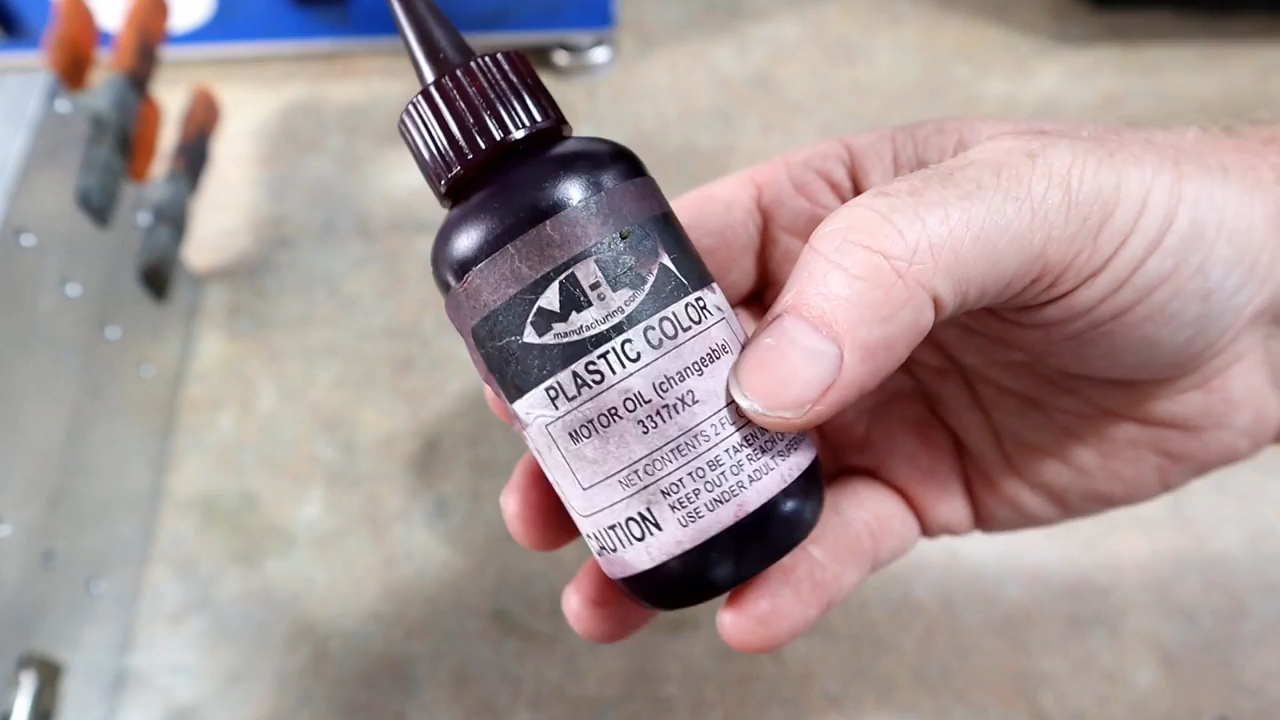 M-F
manufacturing company
PLASTIC COLOR
MOTOR OIL (changeable)
3317rX2
NET CONTENTS 2 FL
CAUTION
NOT TO BE TAKEN
KEEP OUT OF REACH
USE UNDER ADULT